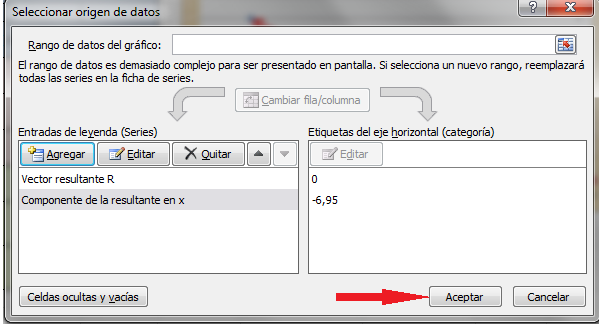 Seleccionar origen de datos
Rango de datos del gráfico:
El rango de datos es demasiado complejo para ser presentado en pantalla. Si selecciona un nuevo rango, reemplazará
todas las series en la ficha de series.
Cambiar fila/columna
Entradas de leyenda (Series)
Etiquetas del eje horizontal (categoría)
Agregar Editar Quitar
Editar
Vector resultante R
0
Componente de la resultante en x
-6,95
Celdas ocultas y vacías
Aceptar
Cancelar